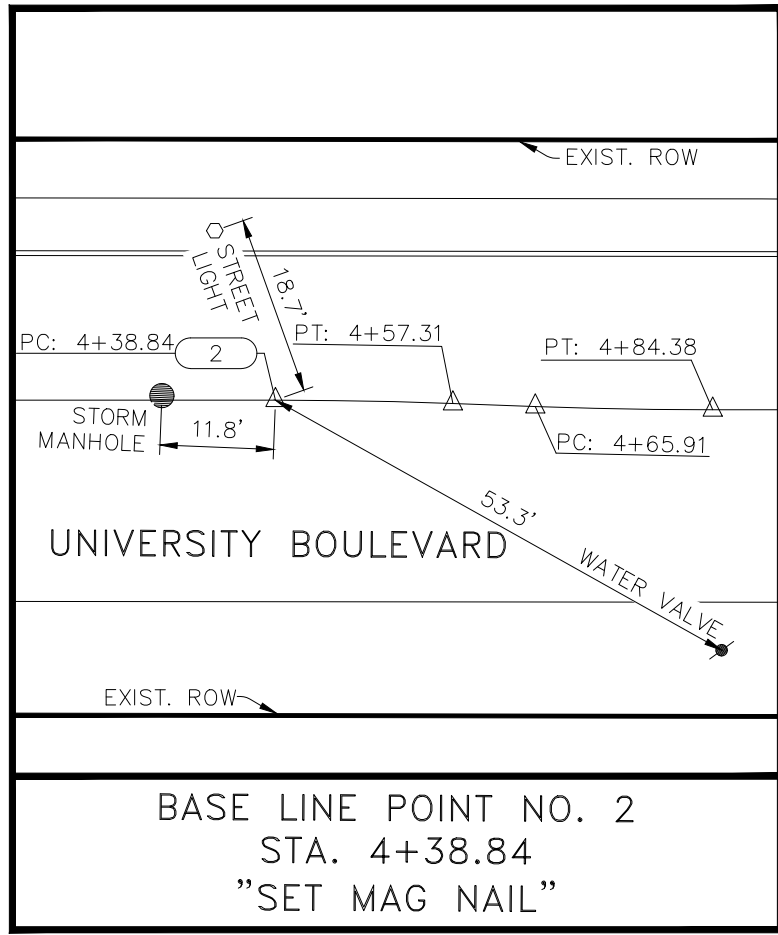 EXIST. ROW
STREET
LIGHT
18.7'
PC: 4+38.84
2
PT: 4+57.31
PT: 4+84.38
STORM
MANHOLE
11.8'
PC: 4+65.91
53.3'
UNIVERSITY BOULEVARD
WATER VALVE
EXIST. ROW
BASE LINE POINT NO. 2
STA. 4+38.84
"SET MAG NAIL"